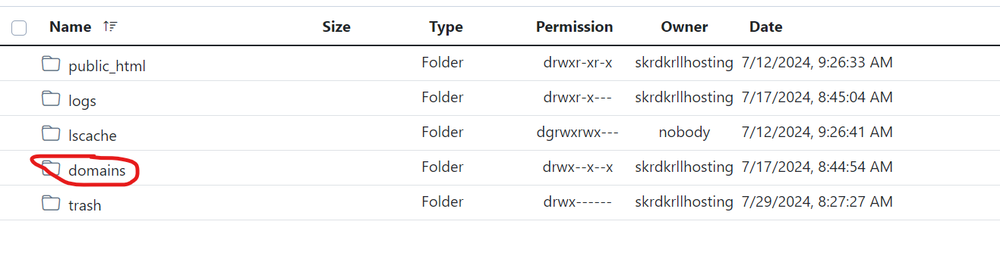 Name Size Type Permission Owner Date
public_html Folder drwxr-xr-x skrdkrllhosting 7/12/2024, 9:26:33 AM
logs Folder drwxr-x--- skrdkrllhosting 7/17/2024, 8:45:04 AM
lscache Folder dgrwxrwx--- nobody 7/12/2024, 9:26:41 AM
domains Folder drwx--x--x skrdkrllhosting 7/17/2024, 8:44:54 AM
trash Folder drwx------ skrdkrllhosting 7/29/2024, 8:27:27 AM